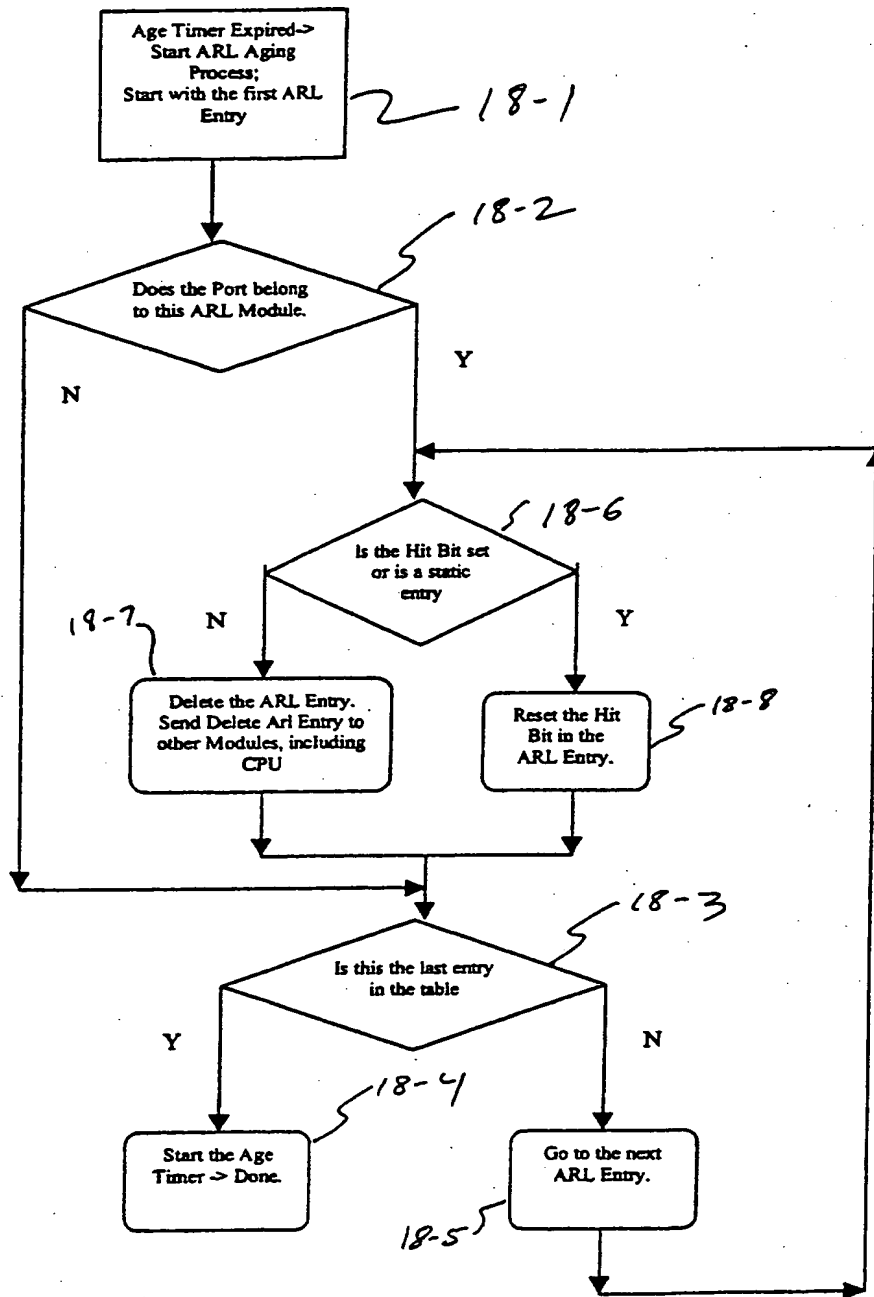 Age Timer Expired->
Start ARL Aging
Process;
Start with the first ARL
Entry
18-1
18-2
Does the Port belong
to this ARL Module.
N
Y
18-6
Is the Hit Bit set
or is a static
entry
18-7
N
Y
Delete the ARL Entry.
Send Delete Arl Entry to
other Modules, including
CPU
Reset the Hit
Bit in the
ARL Entry.
18-8
18-3
Is this the last entry
in the table
Y
N
18-4
Start the Age
Timer -> Done.
Go to the next
ARL Entry.
18-5